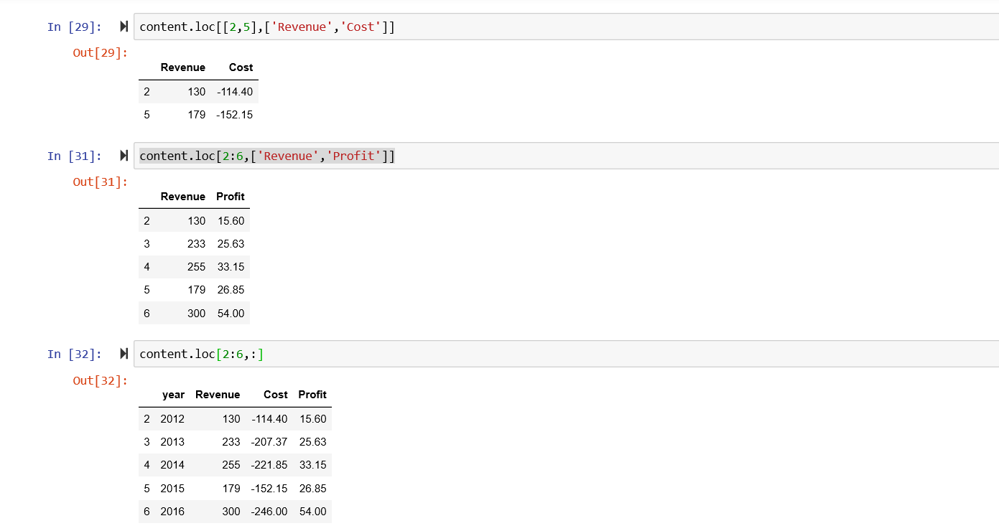 In [29]: content.loc[[2,5],['Revenue','Cost']]
Out[29]:
Revenue Cost
2 130 -114.40
5 179 -152.15
In [31]: content.loc[2:6,['Revenue','Profit']]
Out[31]:
Revenue Profit
2 130 15.60
3 233 25.63
4 255 33.15
5 179 26.85
6 300 54.00
In [32]: content.loc[2:6,:]
Out[32]:
year Revenue Cost Profit
2 2012 130 -114.40 15.60
3 2013 233 -207.37 25.63
4 2014 255 -221.85 33.15
5 2015 179 -152.15 26.85
6 2016 300 -246.00 54.00